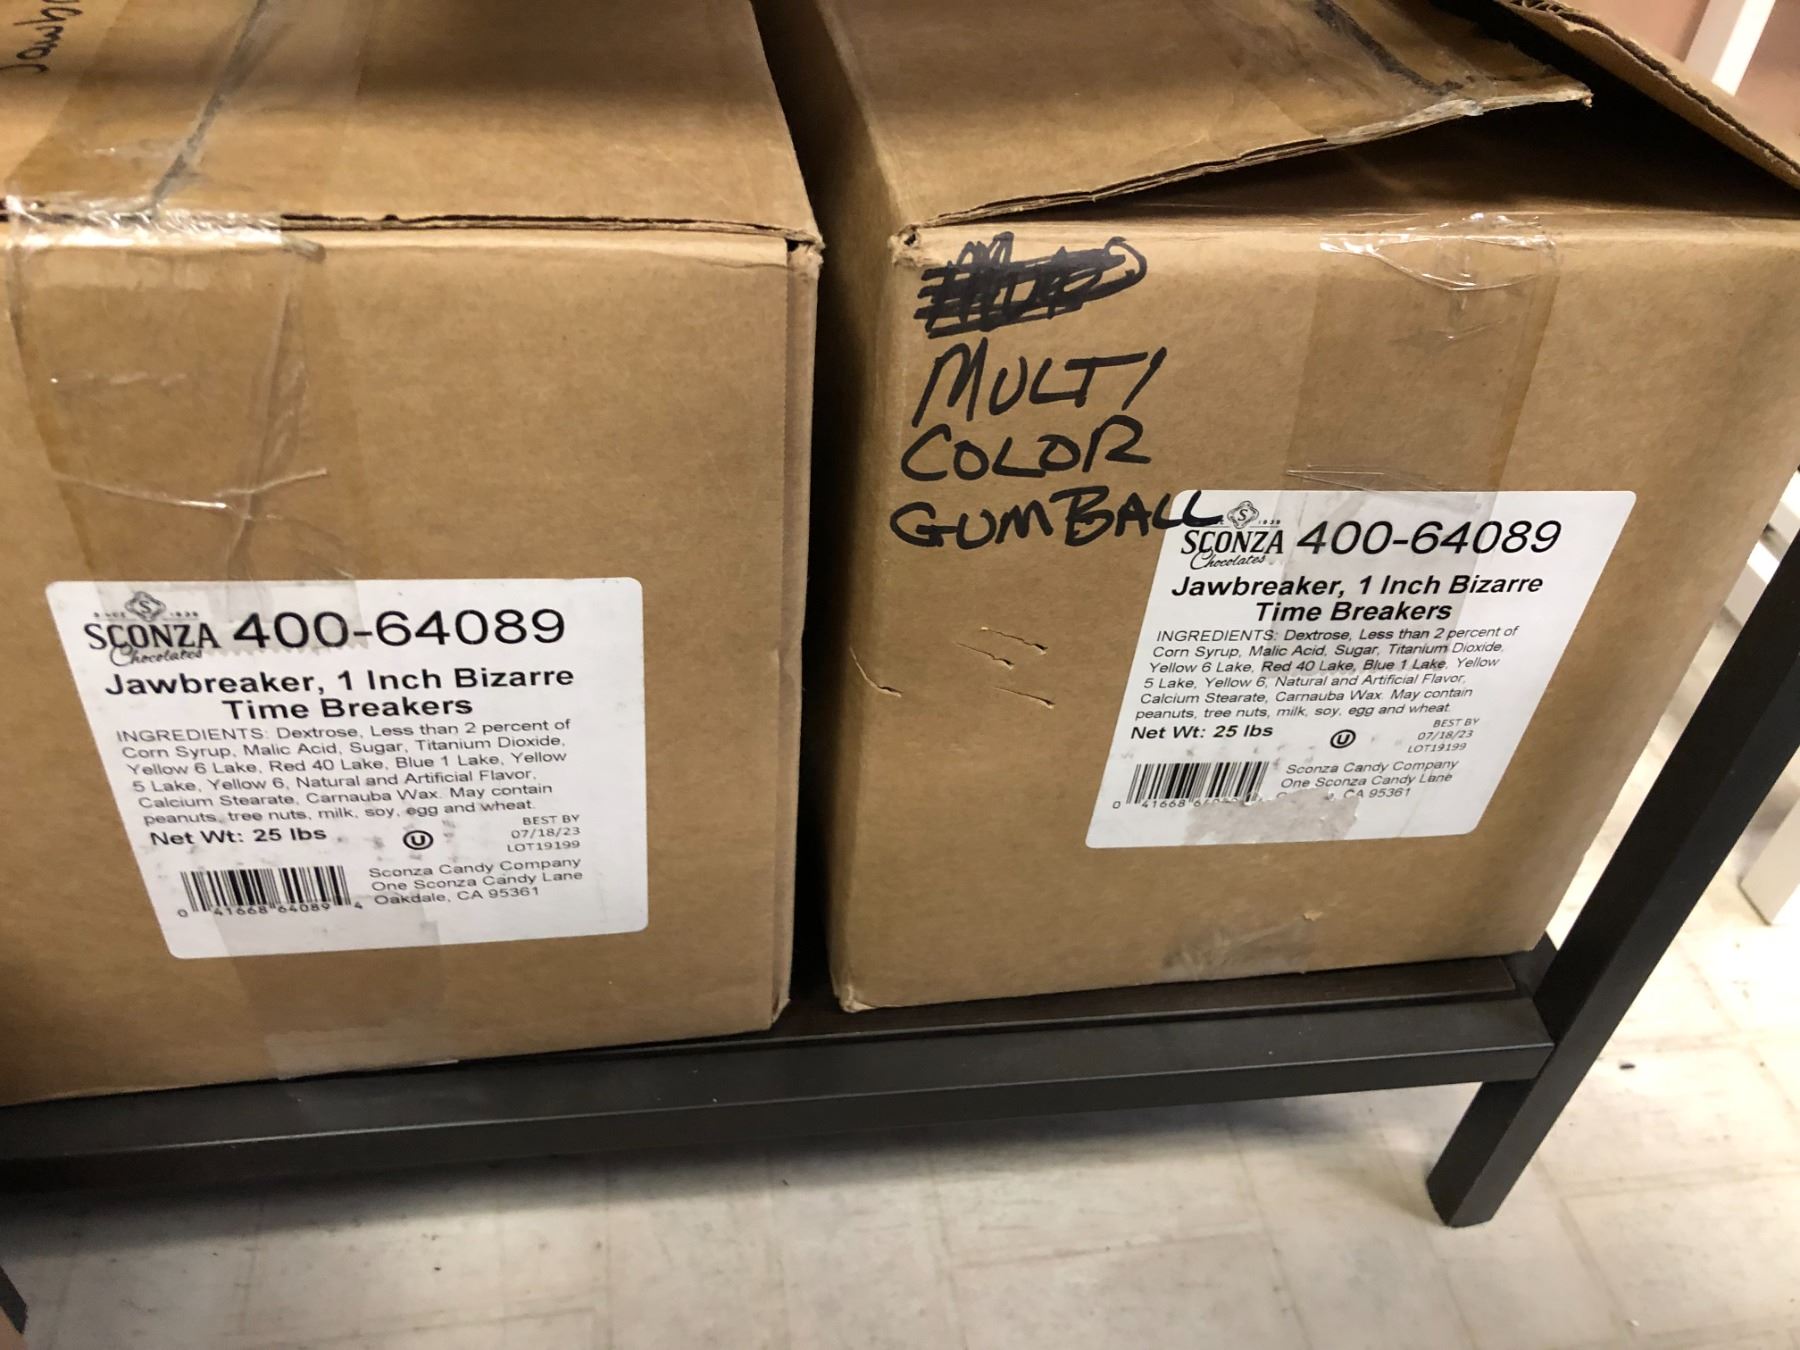 Jawb
SINCE 1939
SCONZA 400-64089
Chocolates
Jawbreaker, 1 Inch Bizarre
Time Breakers
INGREDIENTS: Dextrose, Less than 2 percent of
Corn Syrup, Malic Acid, Sugar, Titanium Dioxide,
Yellow 6 Lake, Red 40 Lake, Blue 1 Lake, Yellow
5 Lake, Yellow 6, Natural and Artificial Flavor,
Calcium Stearate, Carnauba Wax. May contain
peanuts, tree nuts, milk, soy, egg and wheat.
Net Wt: 25 lbs
U
BEST BY
07/18/23
LOT19199
0 41668 64089 4
Sconza Candy Company
One Sconza Candy Lane
Oakdale, CA 95361
MULTI
COLOR
GUMBALL
1939
SCONZA 400-64089
Chocolates
Jawbreaker, 1 Inch Bizarre
Time Breakers
INGREDIENTS: Dextrose, Less than 2 percent of
Corn Syrup, Malic Acid, Sugar, Titanium Dioxide,
Yellow 6 Lake, Red 40 Lake, Blue 1 Lake, Yellow
5 Lake, Yellow 6, Natural and Artificial Flavor,
Calcium Stearate, Carnauba Wax. May contain
peanuts, tree nuts, milk, soy, egg and wheat.
Net Wt: 25 lbs
U
BEST BY
07/18/23
LOT19199
0 41668
Sconza Candy Company
One Sconza Candy Lane
CA 95361